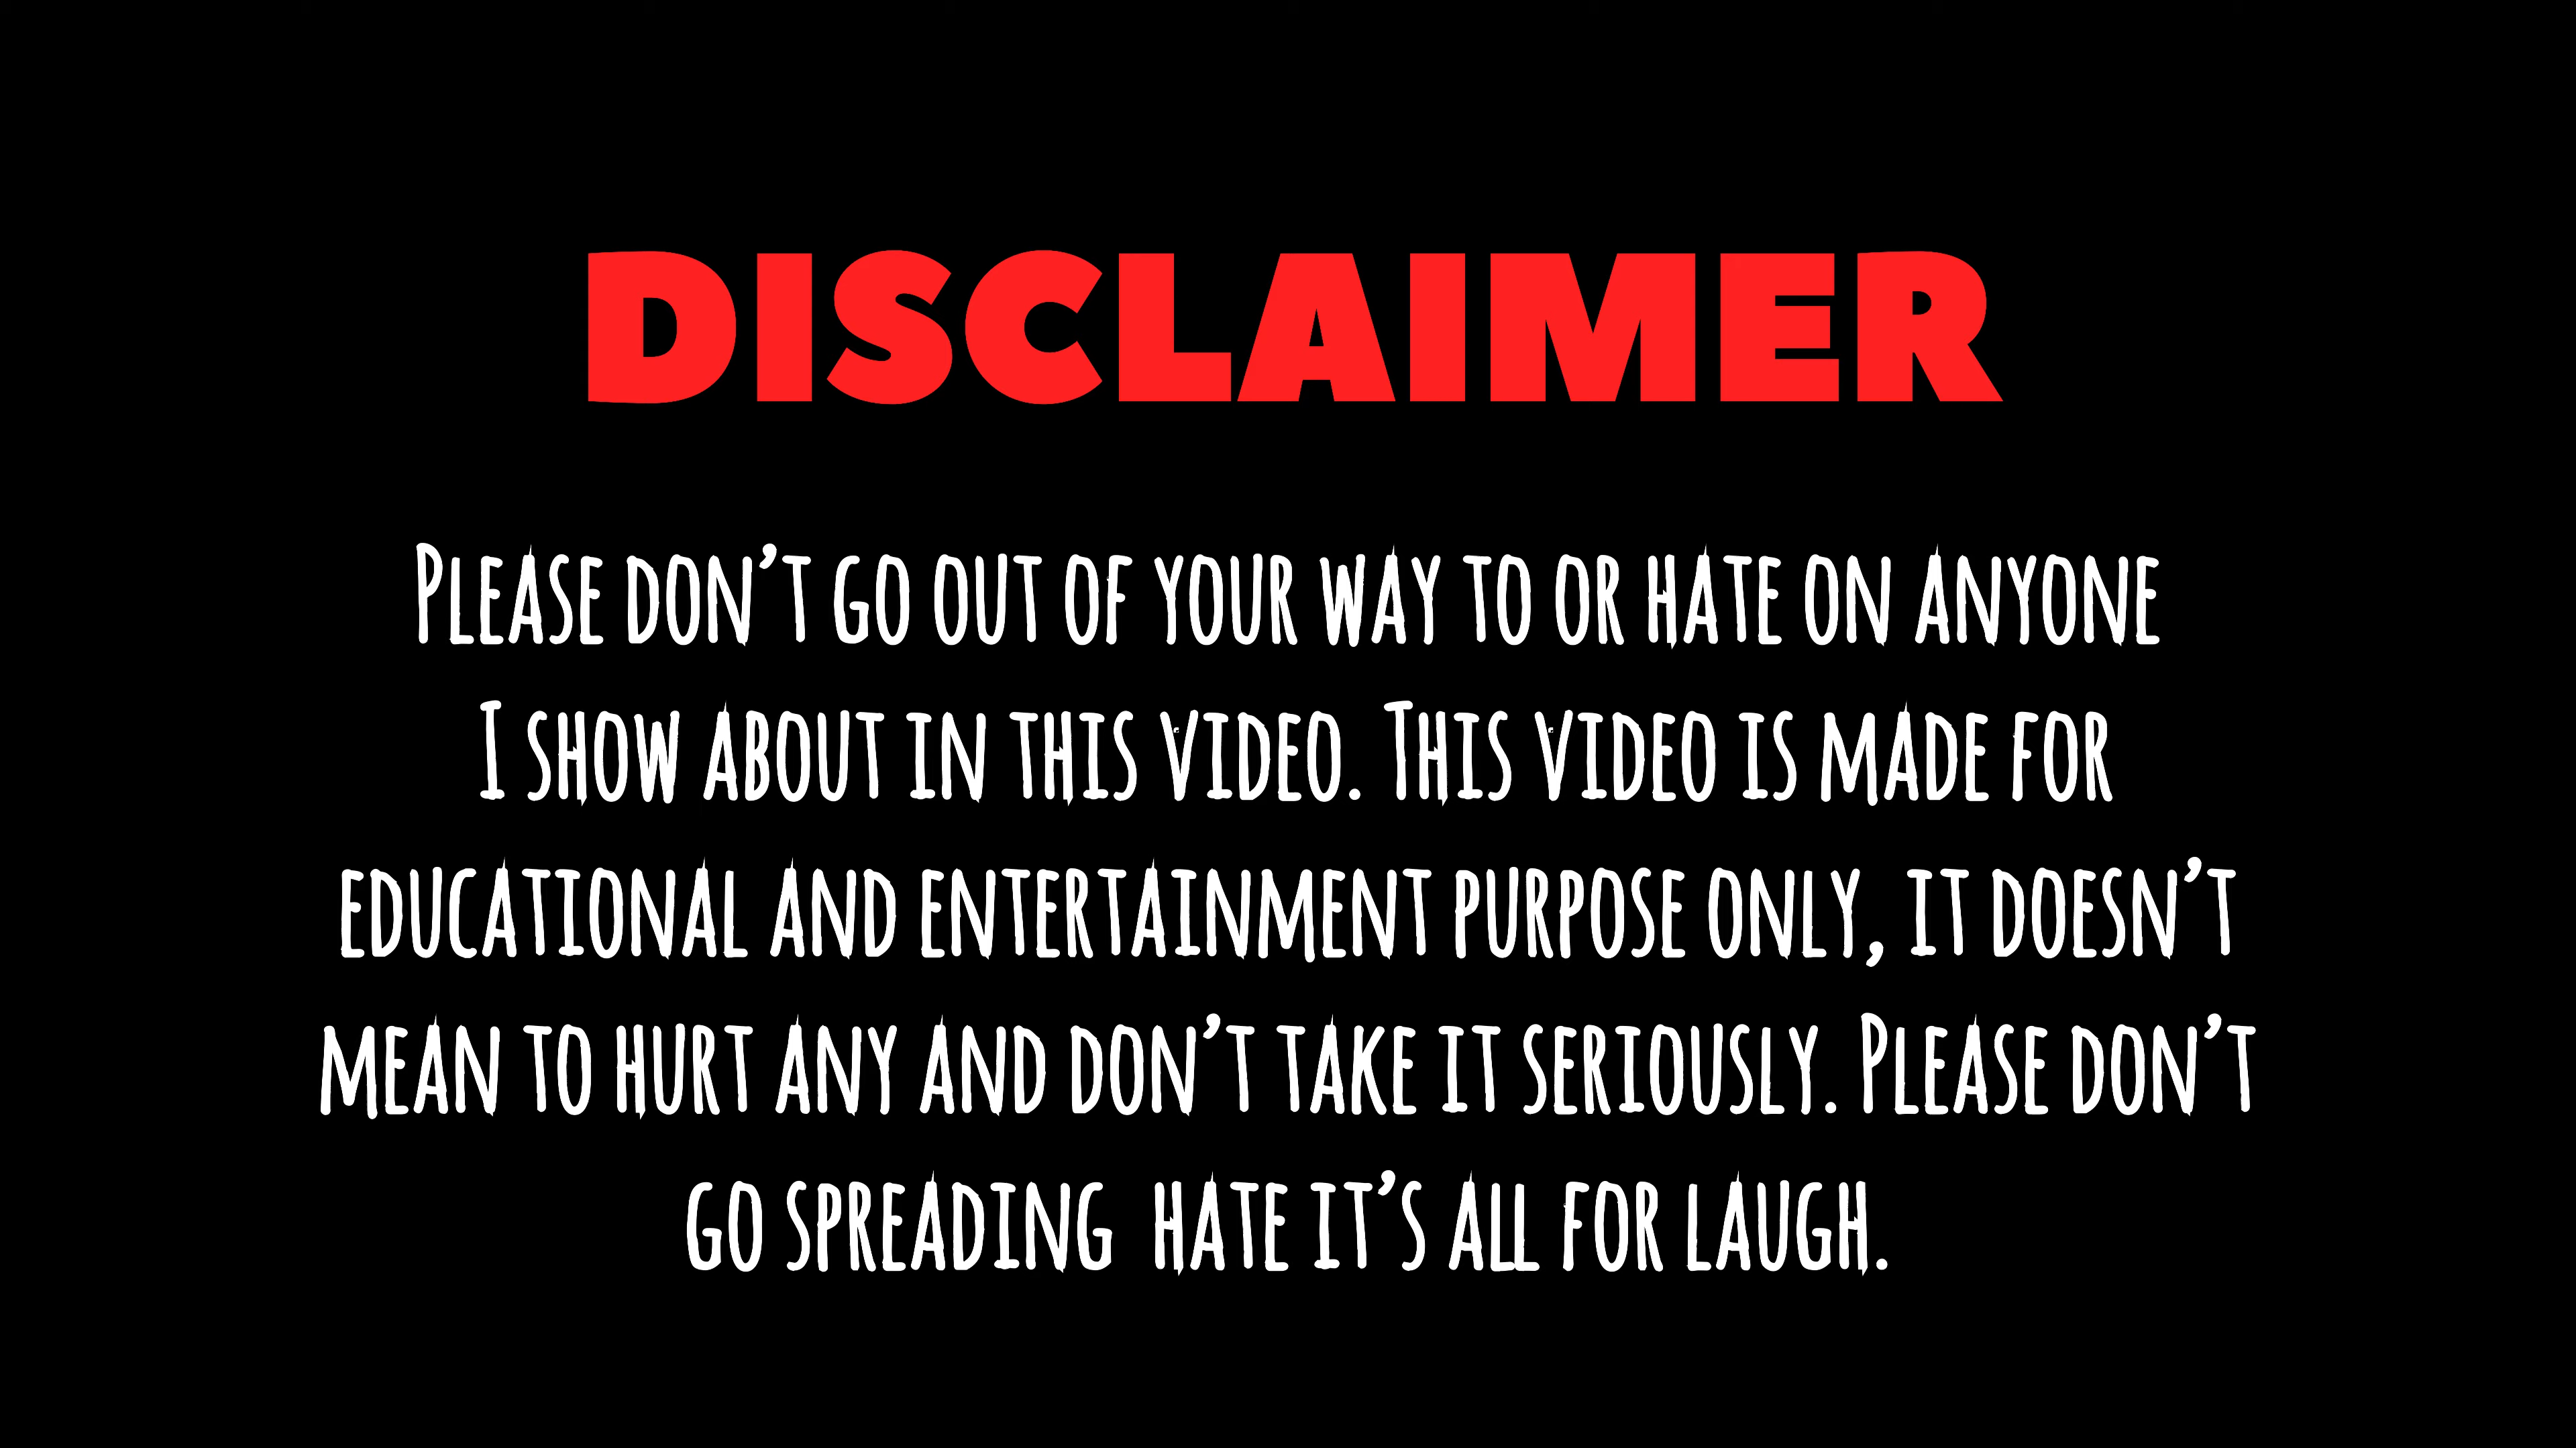 DISCLAIMER
Please don't go out of your way to or hate on anyone
I show about in this video. This video is made for
educational and entertainment purpose only, it doesn't
mean to hurt any and don't take it seriously. Please don't
go spreading  hate it's all for laugh.